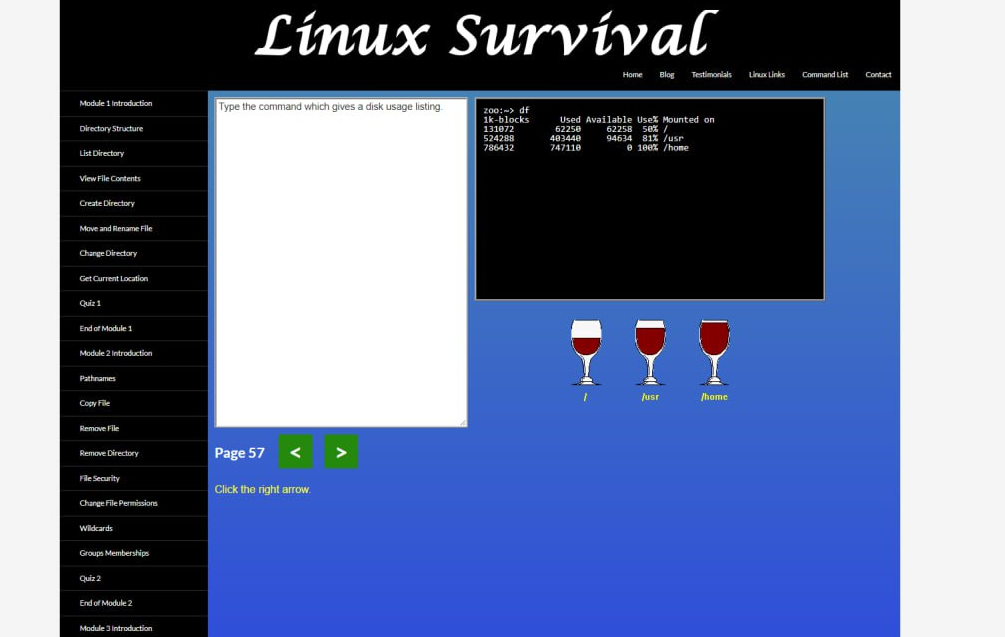 Linux Survival
Home Blog Testimonials Linux Links Command List Contact
Module 1 Introduction
Directory Structure
List Directory
View File Contents
Create Directory
Move and Rename File
Change Directory
Get Current Location
Quiz 1
End of Module 1
Module 2 Introduction
Pathnames
Copy File
Remove File
Remove Directory
File Security
Change File Permissions
Wildcards
Groups Memberships
Quiz 2
End of Module 2
Module 3 Introduction
Type the command which gives a disk usage listing.
Page 57 < >
Click the right arrow.
zoo:~> df
1k-blocks Used Available Use% Mounted on
131072 62250 62258 50% /
524288 403440 94634 81% /usr
786432 747110 0 100% /home
/ /usr /home